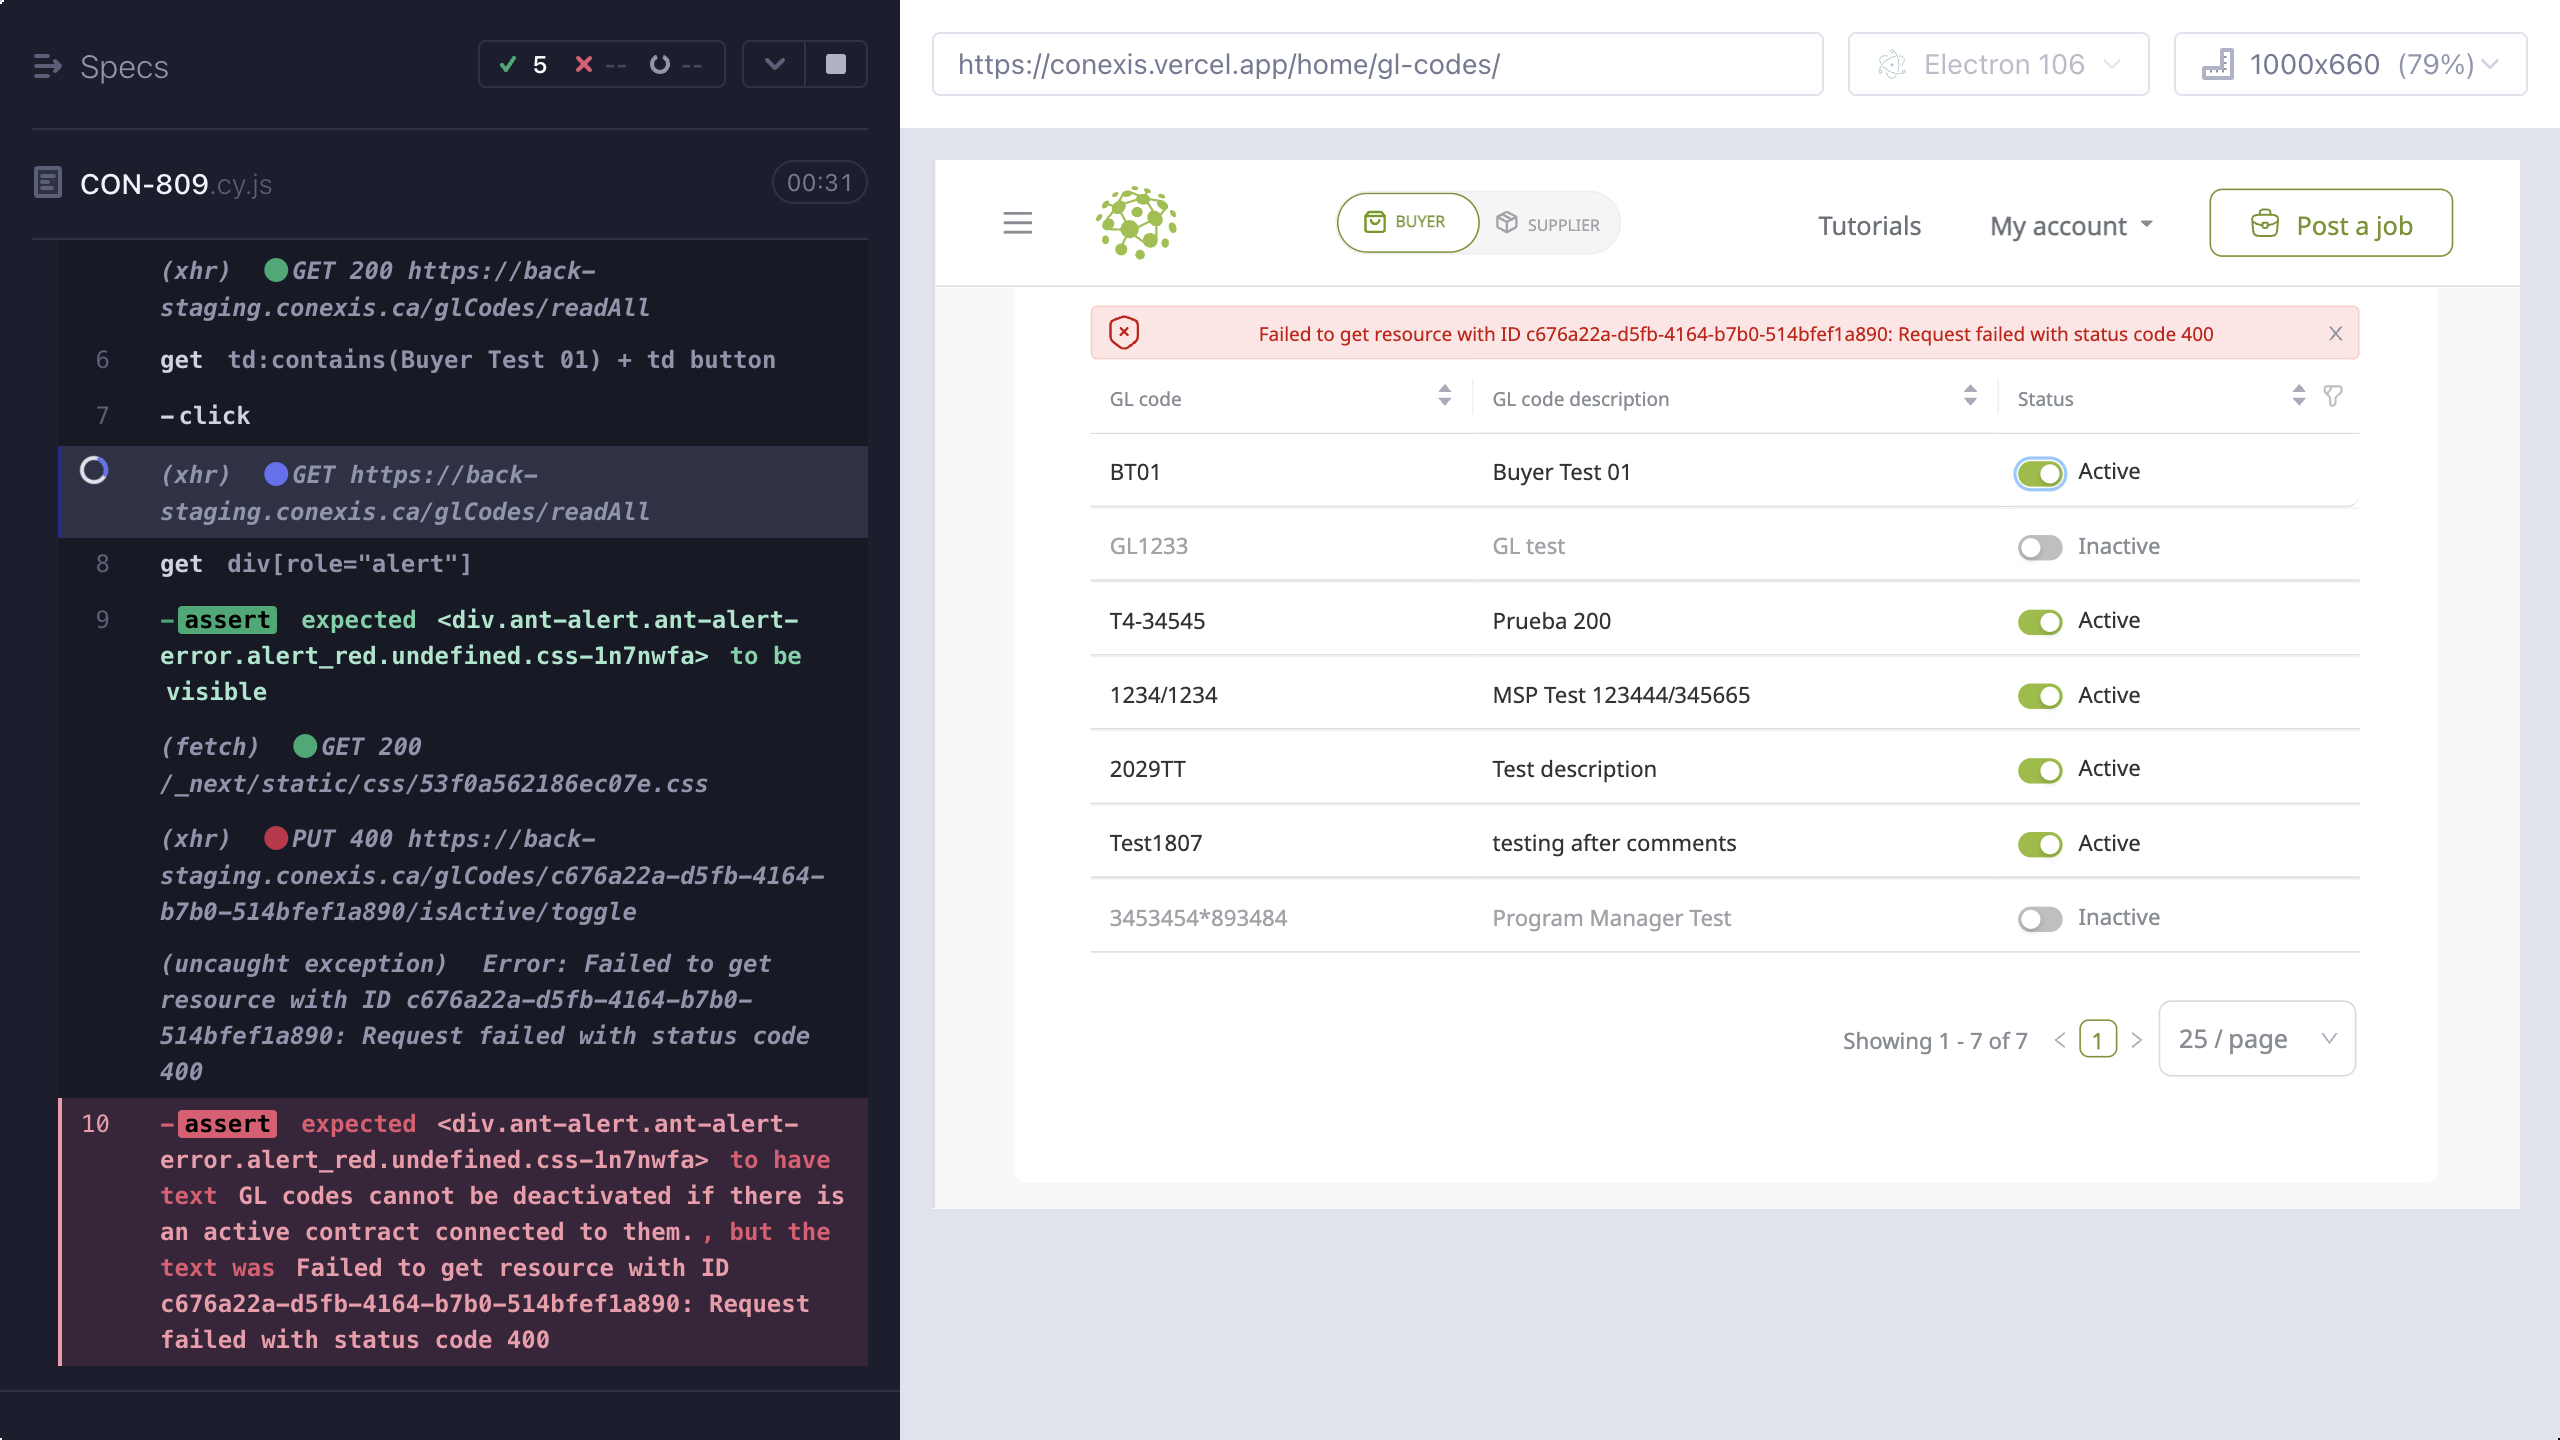 Specs
5 -- --
CON-809.cy.js
00:31
(xhr) GET 200 https://back-
staging.conexis.ca/glCodes/readAll
6 get td:contains(Buyer Test 01) + td button
7 -click
(xhr) GET https://back-
staging.conexis.ca/glCodes/readAll
8 get div[role="alert"]
9 -assert expected <div.ant-alert.ant-alert-
error.alert_red.undefined.css-1n7nwfa> to be
visible
(fetch) GET 200
/_next/static/css/53f0a562186ec07e.css
(xhr) PUT 400 https://back-
staging.conexis.ca/glCodes/c676a22a-d5fb-4164-
b7b0-514bfef1a890/isActive/toggle
(uncaught exception) Error: Failed to get
resource with ID c676a22a-d5fb-4164-b7b0-
514bfef1a890: Request failed with status code
400
10 -assert expected <div.ant-alert.ant-alert-
error.alert_red.undefined.css-1n7nwfa> to have
text GL codes cannot be deactivated if there is
an active contract connected to them. , but the
text was Failed to get resource with ID
c676a22a-d5fb-4164-b7b0-514bfef1a890: Request
failed with status code 400
https://conexis.vercel.app/home/gl-codes/
Electron 106
1000x660 (79%)
BUYER
SUPPLIER
Tutorials
My account
Post a job
Failed to get resource with ID c676a22a-d5fb-4164-b7b0-514bfef1a890: Request failed with status code 400
GL code GL code description Status
BT01 Buyer Test 01 Active
GL1233 GL test Inactive
T4-34545 Prueba 200 Active
1234/1234 MSP Test 123444/345665 Active
2029TT Test description Active
Test1807 testing after comments Active
3453454*893484 Program Manager Test Inactive
Showing 1 - 7 of 7 < 1 > 25 / page